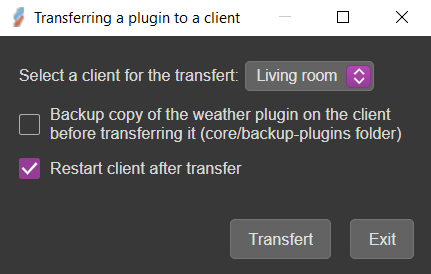 Transferring a plugin to a client
Select a client for the transfert: Living room
Backup copy of the weather plugin on the client
before transferring it (core/backup-plugins folder)
Restart client after transfer
Transfert Exit